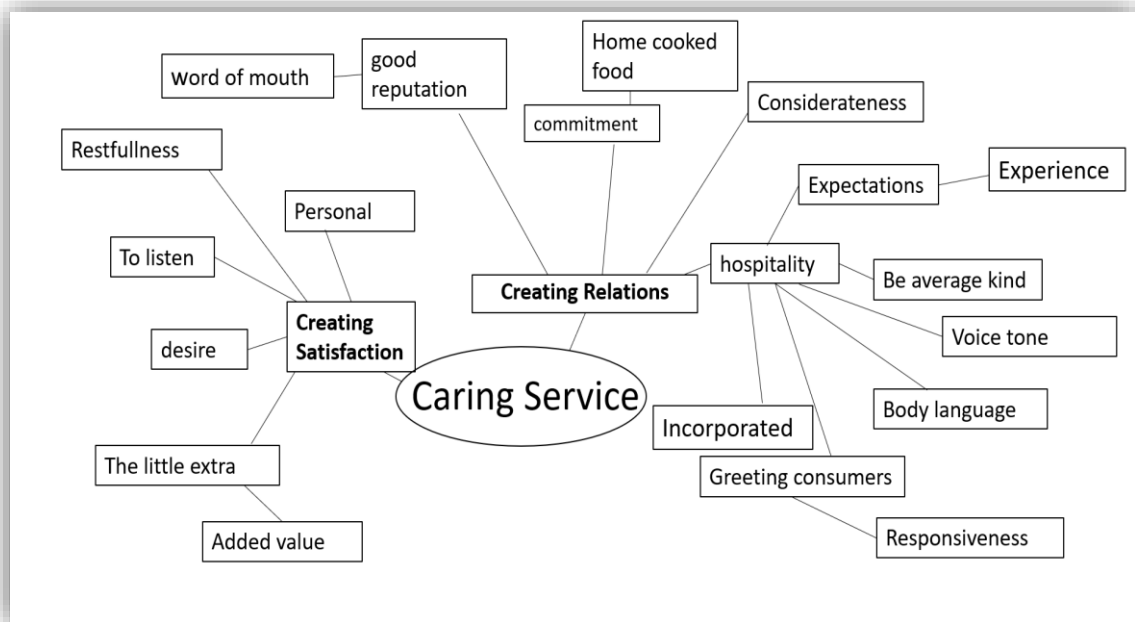 word of mouth
good
reputation
Home cooked
food
commitment
Considerateness
Restfullness
Personal
Expectations
Experience
To listen
hospitality
Be average kind
Creating Relations
Creating
Satisfaction
desire
Voice tone
Caring Service
Body language
Incorporated
The little extra
Greeting consumers
Added value
Responsiveness